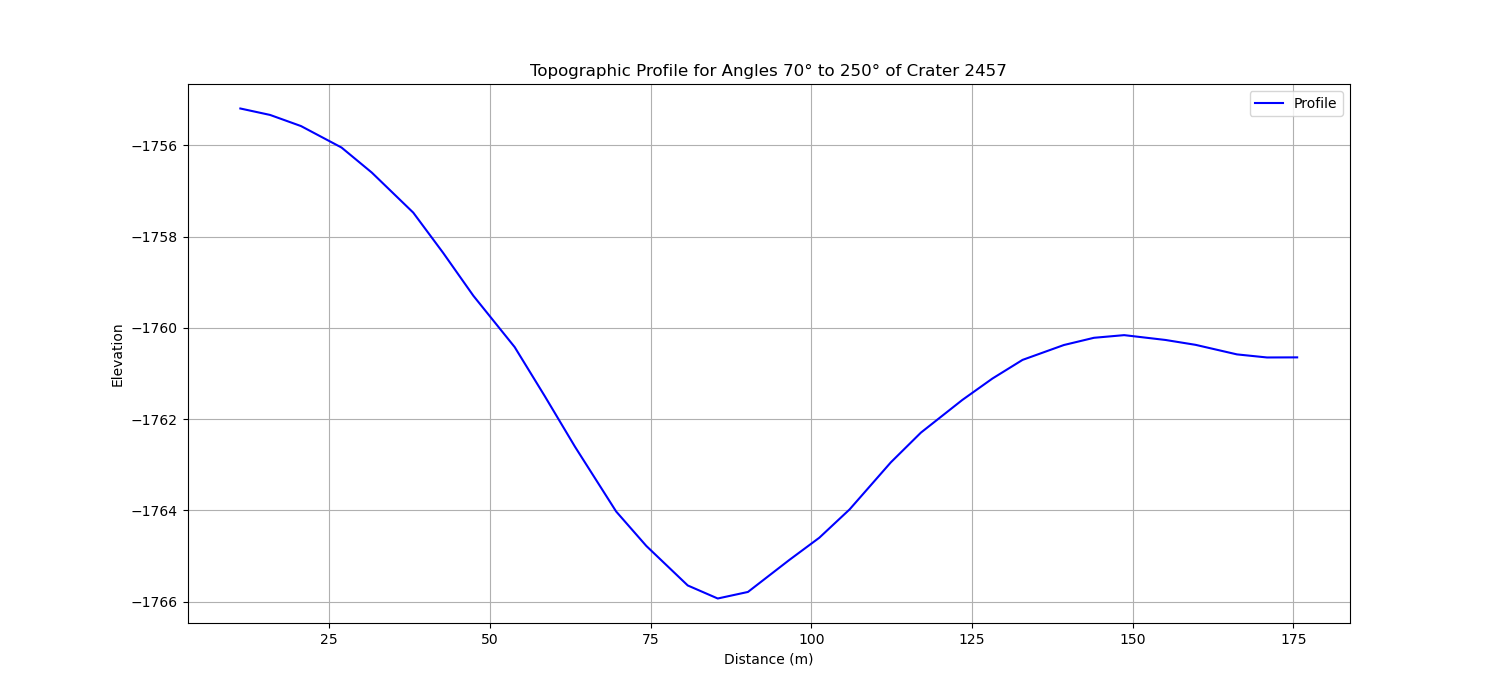 Topographic Profile for Angles 70° to 250° of Crater 2457
Profile
−1756
−1758
−1760
−1762
−1764
−1766
Elevation
25 50 75 100 125 150 175
Distance (m)